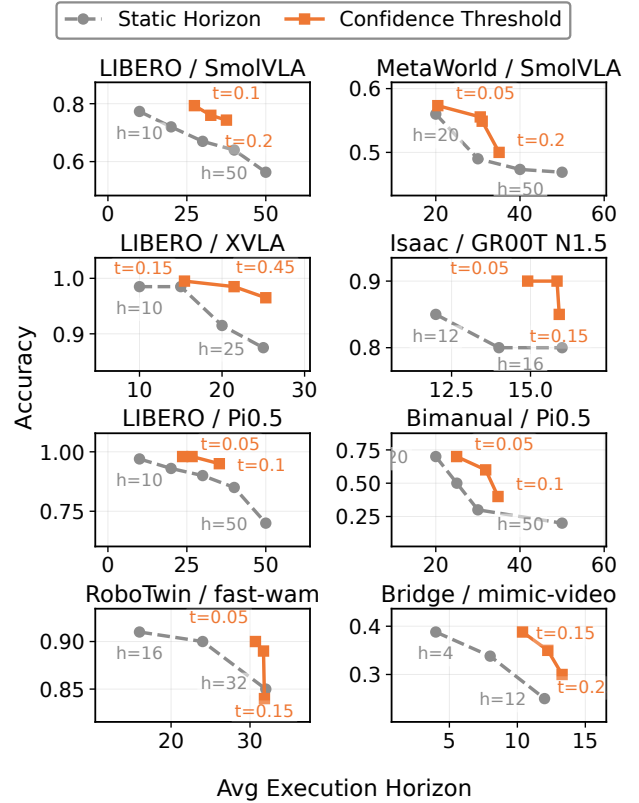 Static Horizon Confidence Threshold
LIBERO / SmolVLA
MetaWorld / SmolVLA
0.8
0.6
t=0.1
h=10
t=0.2
h=50
0 25 50
0.6
0.5
t=0.05
h=20
t=0.2
h=50
20 40 60
LIBERO / XVLA
Isaac / GR00T N1.5
1.0
0.9
t=0.15
t=0.45
h=10
h=25
10 20 30
0.9
0.8
t=0.05
h=12
t=0.15
h=16
12.5 15.0
Accuracy
LIBERO / Pi0.5
Bimanual / Pi0.5
1.00
0.75
t=0.05
t=0.1
h=10
h=50
0 25 50
0.75
0.50
0.25
20
t=0.05
t=0.1
h=50
20 40 60
RoboTwin / fast-wam
Bridge / mimic-video
0.90
0.85
t=0.05
h=16
h=32
t=0.15
20 30
0.4
0.3
t=0.15
h=4
t=0.2
h=12
5 10 15
Avg Execution Horizon